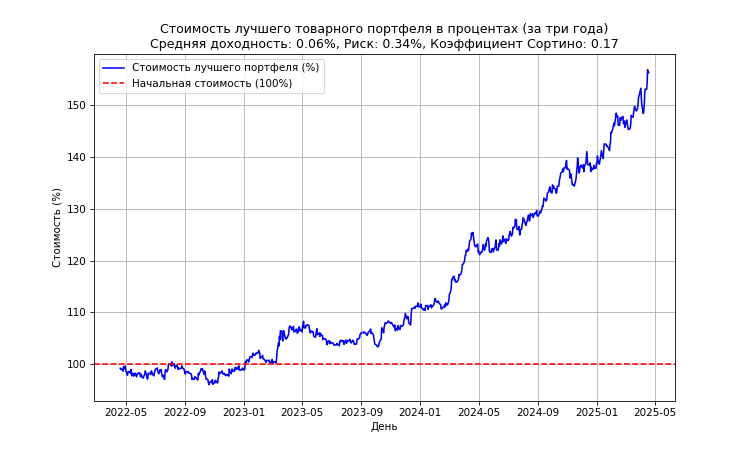 Стоимость лучшего товарного портфеля в процентах (за три года)
Средняя доходность: 0.06%, Риск: 0.34%, Коэффициент Сортино: 0.17
Стоимость лучшего портфеля (%)
Начальная стоимость (100%)
Стоимость (%)
150
140
130
120
110
100
2022-05
2022-09
2023-01
2023-05
2023-09
2024-01
2024-05
2024-09
2025-01
2025-05
День